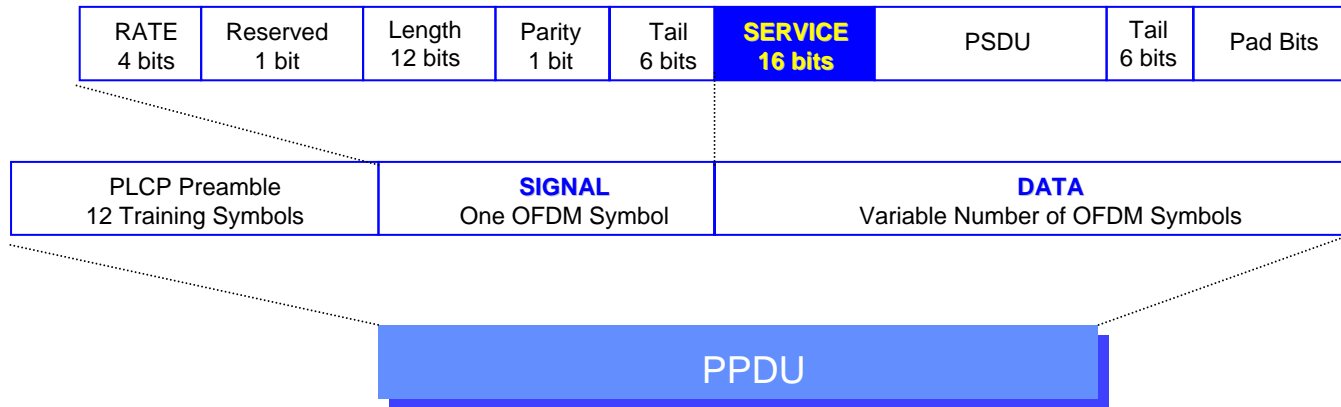 RATE
4 bits
Reserved
1 bit
Length
12 bits
Parity
1 bit
Tail
6 bits
SERVICE
16 bits
PSDU
Tail
6 bits
Pad Bits
PLCP Preamble
12 Training Symbols
SIGNAL
One OFDM Symbol
DATA
Variable Number of OFDM Symbols
PPDU